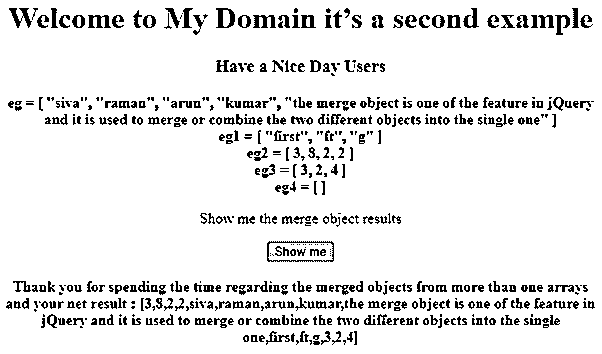 Welcome to My Domain it's a second example
Have a Nice Day Users
eg = [ "siva", "raman", "arun", "kumar", "the merge object is one of the feature in jQuery
and it is used to merge or combine the two different objects into the single one" ]
eg1 = [ "first", "ft", "g" ]
eg2 = [ 3, 8, 2, 2 ]
eg3 = [ 3, 2, 4 ]
eg4 = [ ]
Show me the merge object results
Show me
Thank you for spending the time regarding the merged objects from more than one arrays
and your net result : [3,8,2,2,siva,raman,arun,kumar,the merge object is one of the feature in
jQuery and it is used to merge or combine the two different objects into the single
one,first,ft,g,3,2,4]